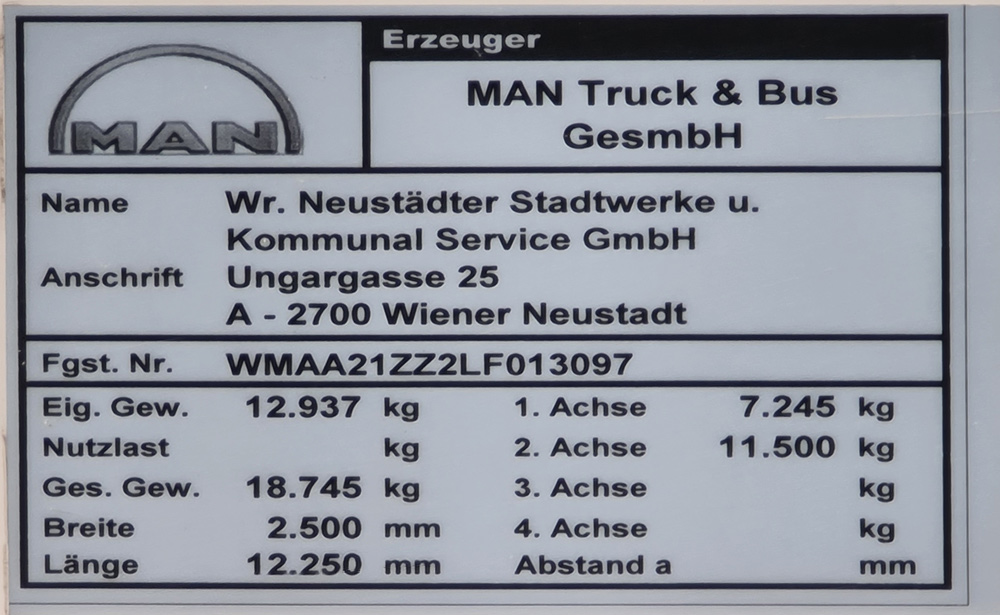 MAN
Erzeuger
MAN Truck & Bus
GesmbH
Name Wr. Neustädter Stadtwerke u.
Kommunal Service GmbH
Anschrift Ungargasse 25
A - 2700 Wiener Neustadt
Fgst. Nr. WMAA21ZZ2LF013097
Eig. Gew. 12.937 kg 1. Achse 7.245 kg
Nutzlast kg 2. Achse 11.500 kg
Ges. Gew. 18.745 kg 3. Achse kg
Breite 2.500 mm 4. Achse kg
Länge 12.250 mm Abstand a mm